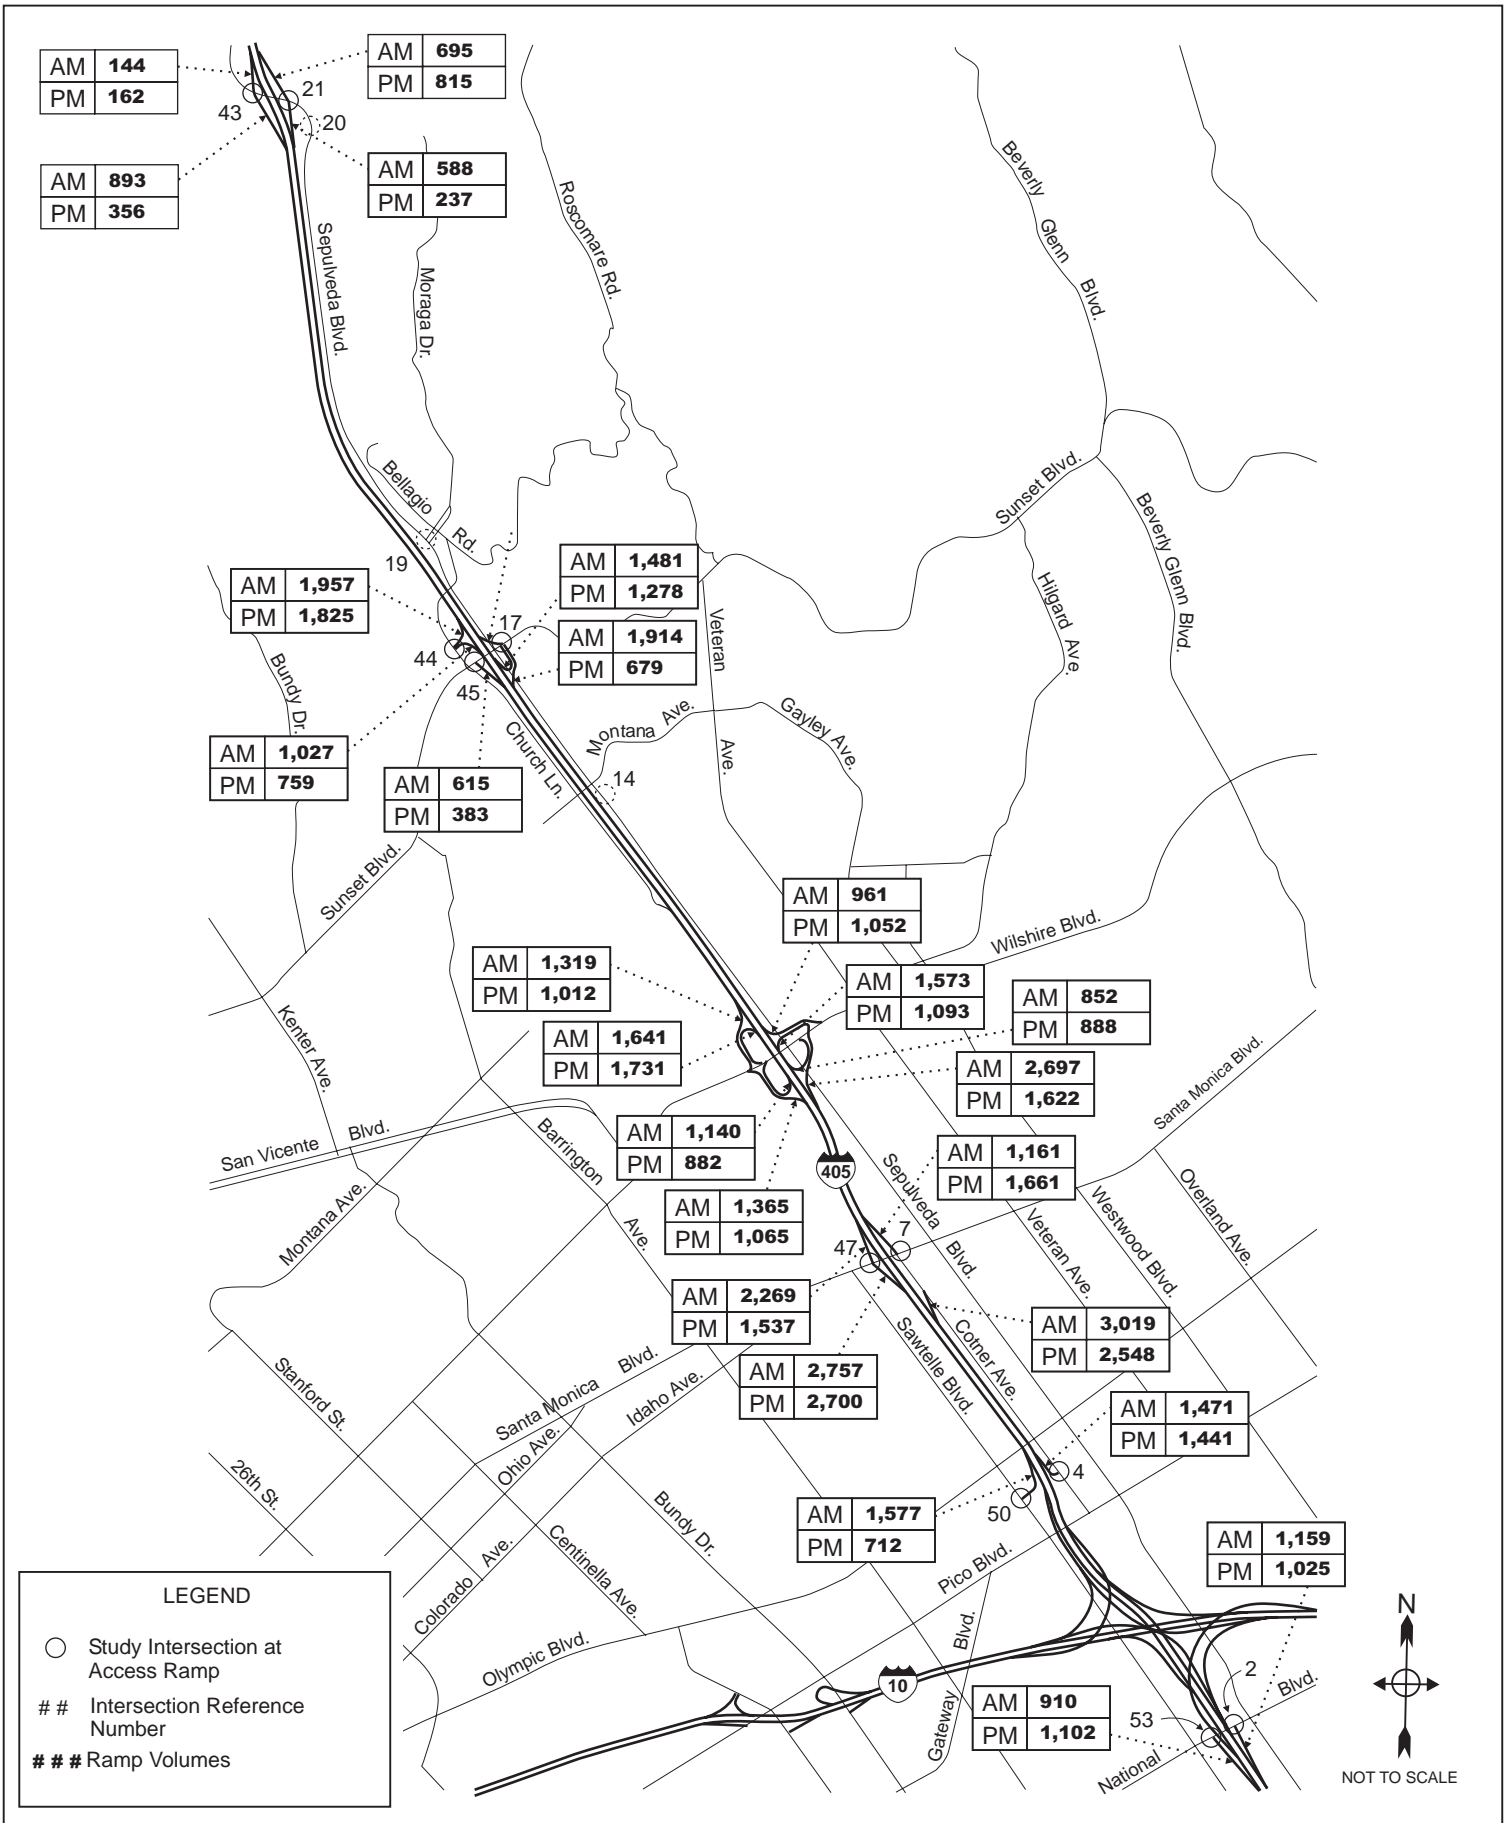 AM 144
PM 162
AM 695
PM 815
21
43
20
AM 893
PM 356
AM 588
PM 237
Sepulveda Blvd.
Moraga Dr.
Roscomare Rd.
Beverly Glenn Blvd.
Bellagio Rd.
Sunset Blvd.
Beverly Glenn Blvd.
19
AM 1,957
PM 1,825
AM 1,481
PM 1,278
17
AM 1,914
PM 679
44
45
Veteran Ave.
Hilgard Ave
Bundy Dr.
Church Ln.
Montana Ave.
Gayley Ave.
AM 1,027
PM 759
AM 615
PM 383
14
Sunset Blvd.
AM 961
PM 1,052
Wilshire Blvd.
AM 1,319
PM 1,012
AM 1,573
PM 1,093
AM 852
PM 888
Kenter Ave.
AM 1,641
PM 1,731
AM 2,697
PM 1,622
Santa Monica Blvd.
San Vicente Blvd.
Barrington Ave.
AM 1,140
PM 882
405
AM 1,161
PM 1,661
Montana Ave.
AM 1,365
PM 1,065
Sepulveda Blvd.
Veteran Ave.
Westwood Blvd.
Overland Ave.
47
7
AM 2,269
PM 1,537
AM 3,019
PM 2,548
Sawtelle Blvd.
Cotner Ave.
Stanford St.
Santa Monica Blvd.
Idaho Ave.
AM 2,757
PM 2,700
AM 1,471
PM 1,441
Ohio Ave.
26th St.
4
50
AM 1,577
PM 712
Bundy Dr.
Centinella Ave.
Colorado Ave.
Pico Blvd.
AM 1,159
PM 1,025
Olympic Blvd.
Gateway Blvd.
10
2
53
AM 910
PM 1,102
National Blvd.
N
NOT TO SCALE
LEGEND
Study Intersection at
Access Ramp
# # Intersection Reference
Number
# # # Ramp Volumes